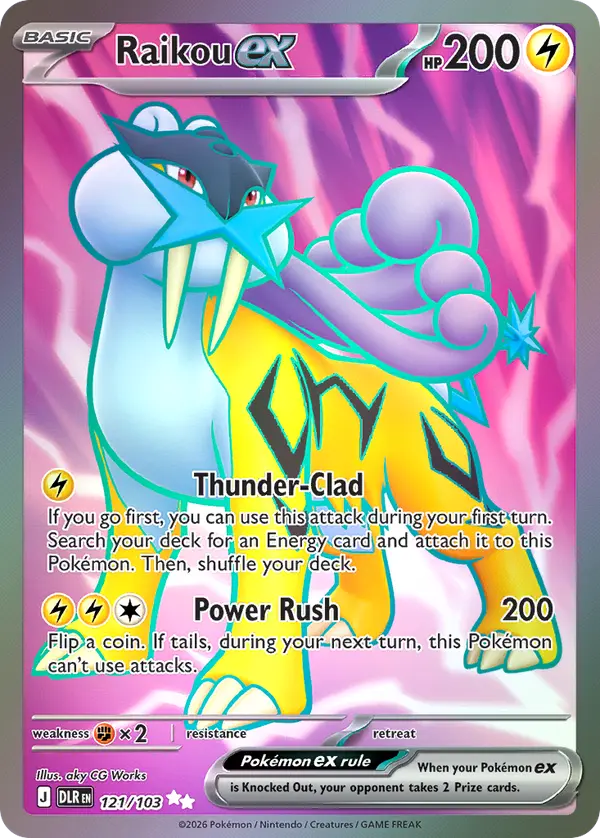 BASIC Raikou ex HP 200
Thunder-Clad
If you go first, you can use this attack during your first turn.
Search your deck for an Energy card and attach it to this
Pokémon. Then, shuffle your deck.
Power Rush 200
Flip a coin. If tails, during your next turn, this Pokémon
can't use attacks.
weakness ×2 resistance retreat
Pokémon ex rule When your Pokémon ex
is Knocked Out, your opponent takes 2 Prize cards.
Illus. aky CG Works
J DLR EN 121/103
©2026 Pokémon / Nintendo / Creatures / GAME FREAK